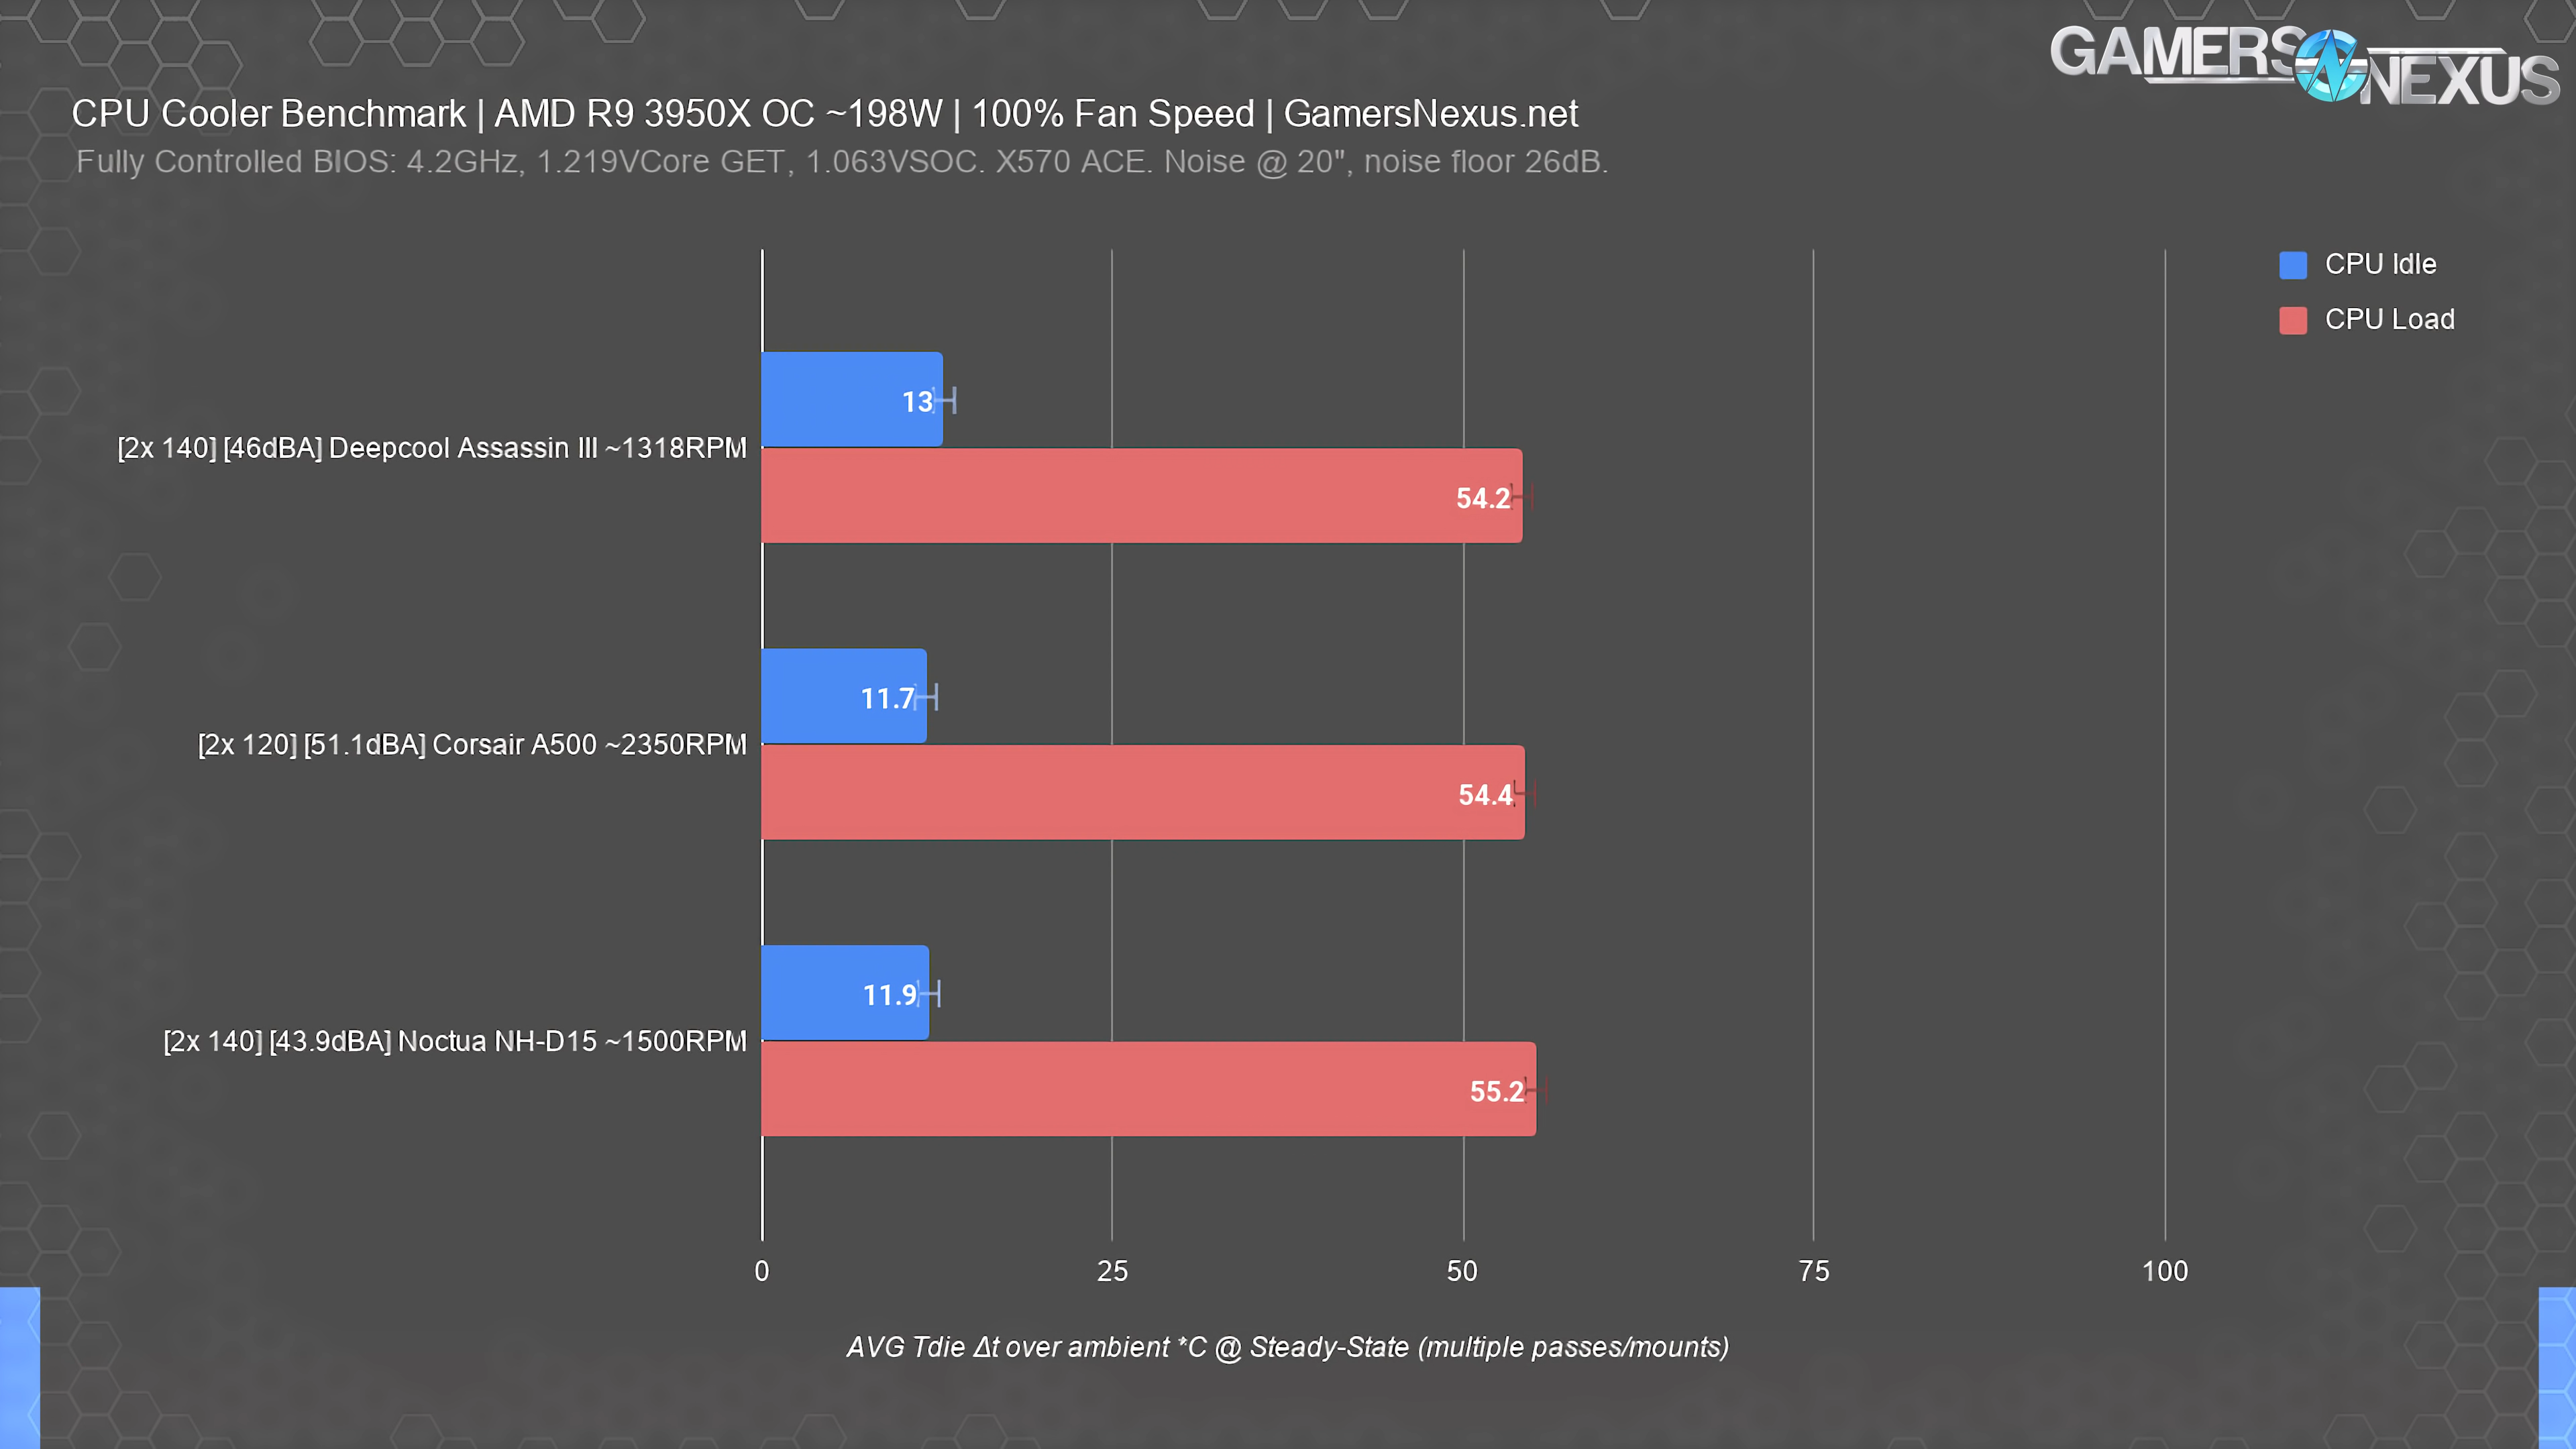 GAMERS NEXUS
CPU Cooler Benchmark | AMD R9 3950X OC ~198W | 100% Fan Speed | GamersNexus.net
Fully Controlled BIOS: 4.2GHz, 1.219VCore GET, 1.063VSOC. X570 ACE. Noise @ 20", noise floor 26dB.
CPU Idle
CPU Load
[2x 140] [46dBA] Deepcool Assassin III ~1318RPM
13
54.2
[2x 120] [51.1dBA] Corsair A500 ~2350RPM
11.7
54.4
[2x 140] [43.9dBA] Noctua NH-D15 ~1500RPM
11.9
55.2
0 25 50 75 100
AVG Tdie Δt over ambient *C @ Steady-State (multiple passes/mounts)